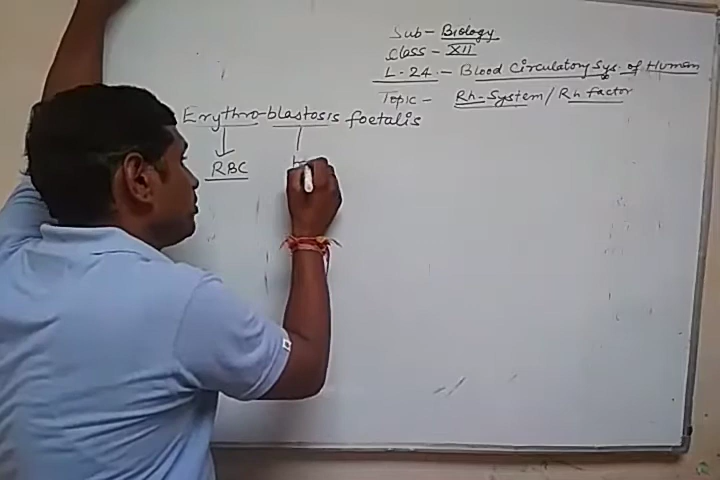 Sub- Biology
Class - XII
L-24. - Blood Circulatory Sys. of Human
Topic - Rh-System / Rh factor
Erythro-blastosis foetalis
RBC